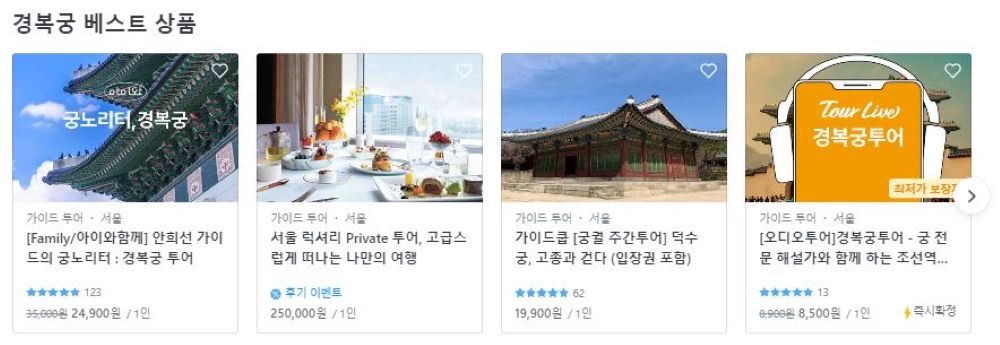 경복궁 베스트 상품
아이와
궁노리터,경복궁
가이드 투어 · 서울
[Family/아이와함께] 안희선 가이
드의 궁노리터 : 경복궁 투어
★★★★★ 123
35,000원 24,900원 / 1인
가이드 투어 · 서울
서울 럭셔리 Private 투어, 고급스
럽게 떠나는 나만의 여행
후기 이벤트
250,000원 / 1인
가이드 투어 · 서울
가이드쿱 [궁궐 주간투어] 덕수
궁, 고종과 걷다 (입장권 포함)
★★★★★ 62
19,900원 / 1인
Tour Live
경복궁투어
최저가 보장
가이드 투어 · 서울
[오디오투어]경복궁투어 - 궁 전
문 해설가와 함께 하는 조선역...
★★★★★ 13
8,900원 8,500원 / 1인
즉시확정